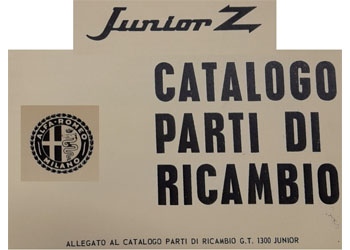 Junior Z
CATALOGO
PARTI DI
RICAMBIO
ALFA-ROMEO
MILANO
ALLEGATO AL CATALOGO PARTI DI RICAMBIO G.T. 1300 JUNIOR